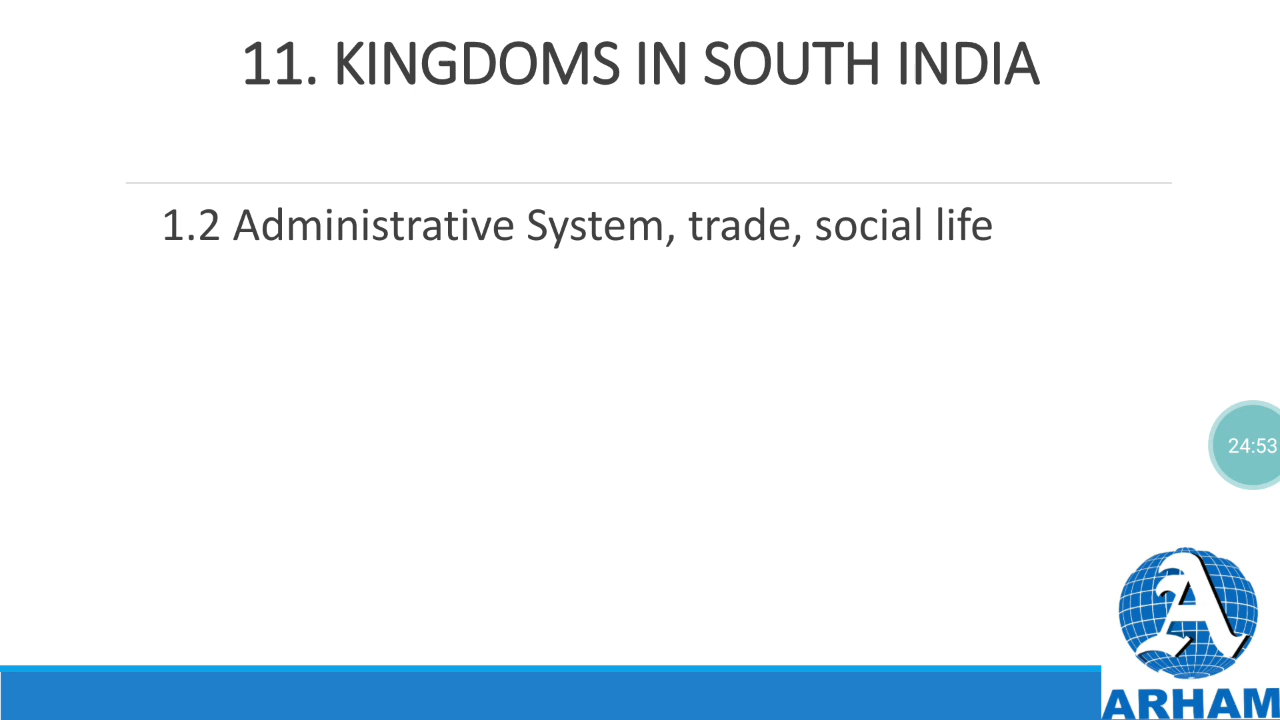 11. KINGDOMS IN SOUTH INDIA
1.2 Administrative System, trade, social life
24:53
A
ARHAM